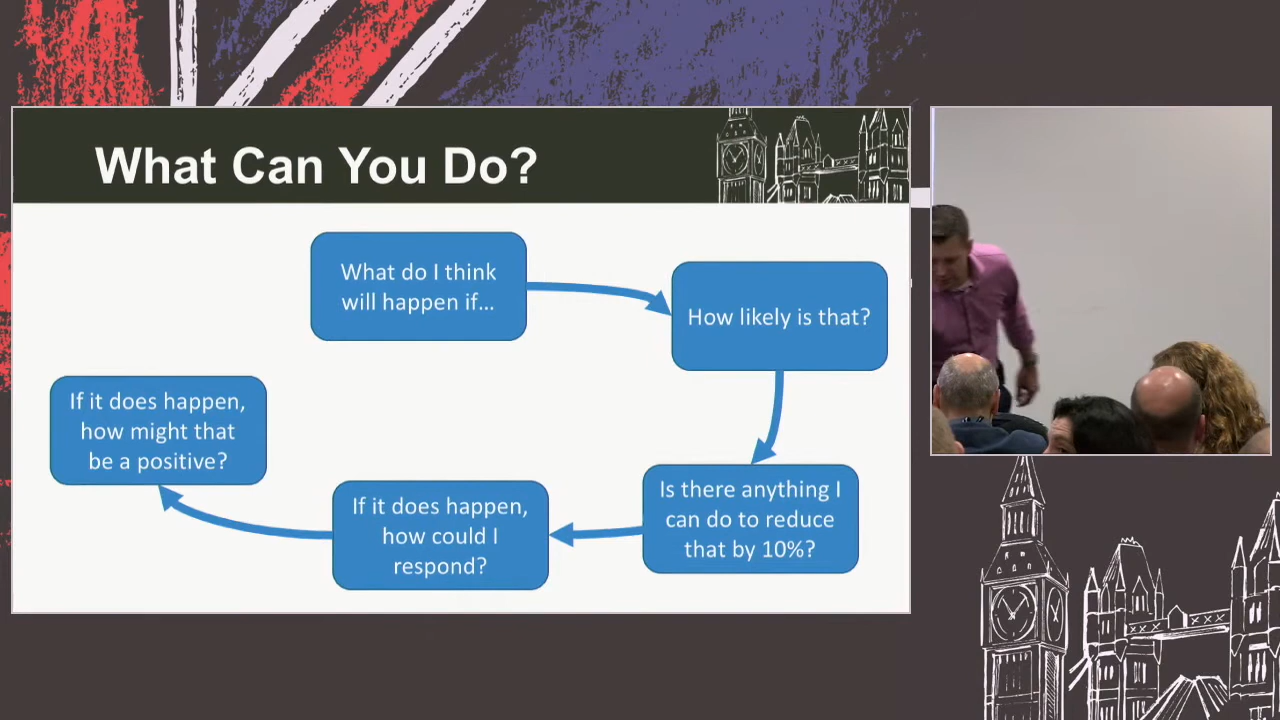 What Can You Do?
What do I think
will happen if...
How likely is that?
Is there anything I
can do to reduce
that by 10%?
If it does happen,
how could I
respond?
If it does happen,
how might that
be a positive?